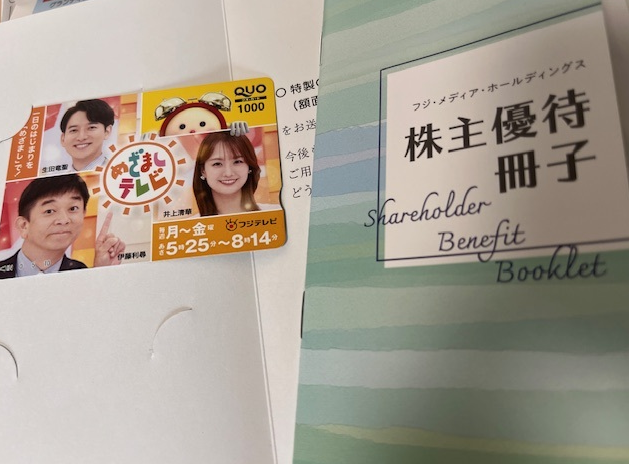 一日のはじまりを
めざましで!
生田竜聖
めざまし
テレビ
QUO
1000
井上清華
伊藤利尋
毎週
月～金曜
あさ
5時25分～8時14分
フジテレビ
特製
(額面
をお送
今後
ご用
どう
フジ・メディア・ホールディングス
株主優待
冊子
Shareholder
Benefit
Booklet